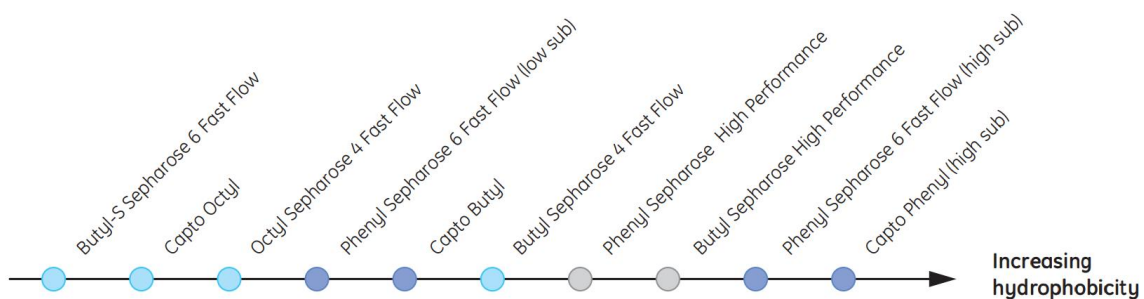 Butyl-S Sepharose 6 Fast Flow
Capto Octyl
Octyl Sepharose 4 Fast Flow
Phenyl Sepharose 6 Fast Flow (low sub)
Capto Butyl
Butyl Sepharose 4 Fast Flow
Phenyl Sepharose High Performance
Butyl Sepharose High Performance
Phenyl Sepharose 6 Fast Flow (high sub)
Capto Phenyl (high sub)
Increasing
hydrophobicity